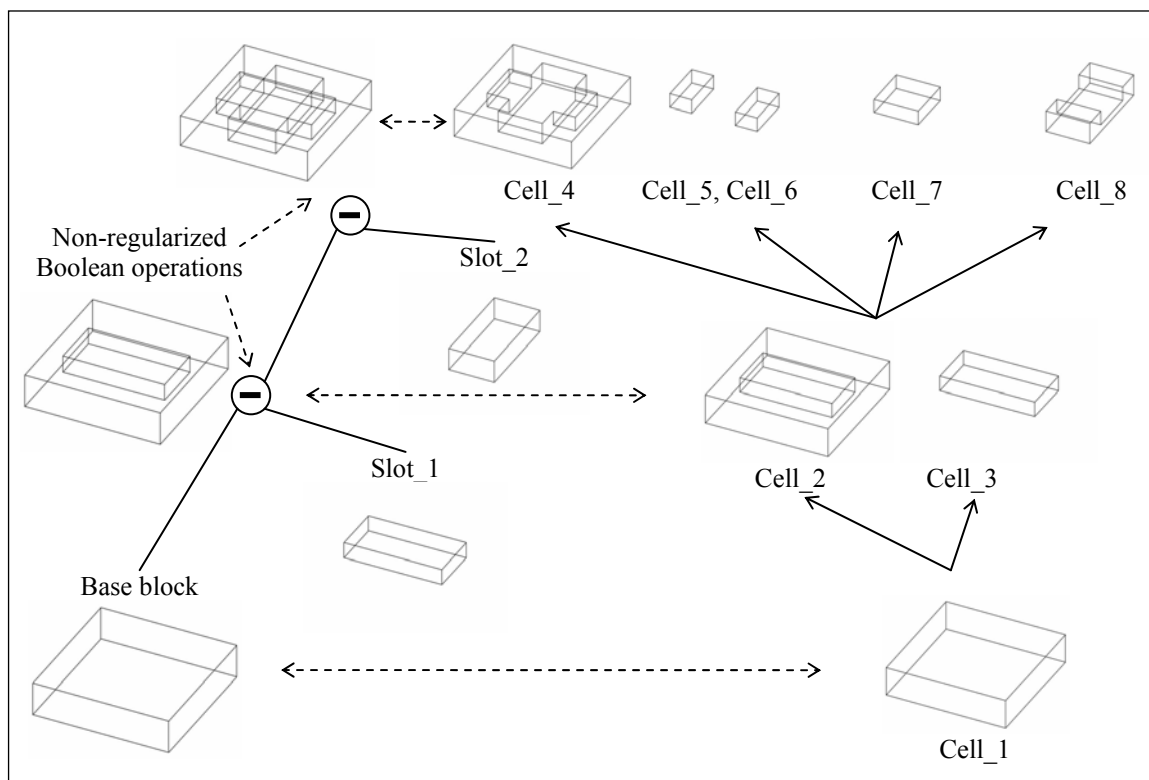 Cell_4
Cell_5, Cell_6
Cell_7
Cell_8
Non-regularized
Boolean operations
Slot_2
Slot_1
Cell_2
Cell_3
Base block
Cell_1